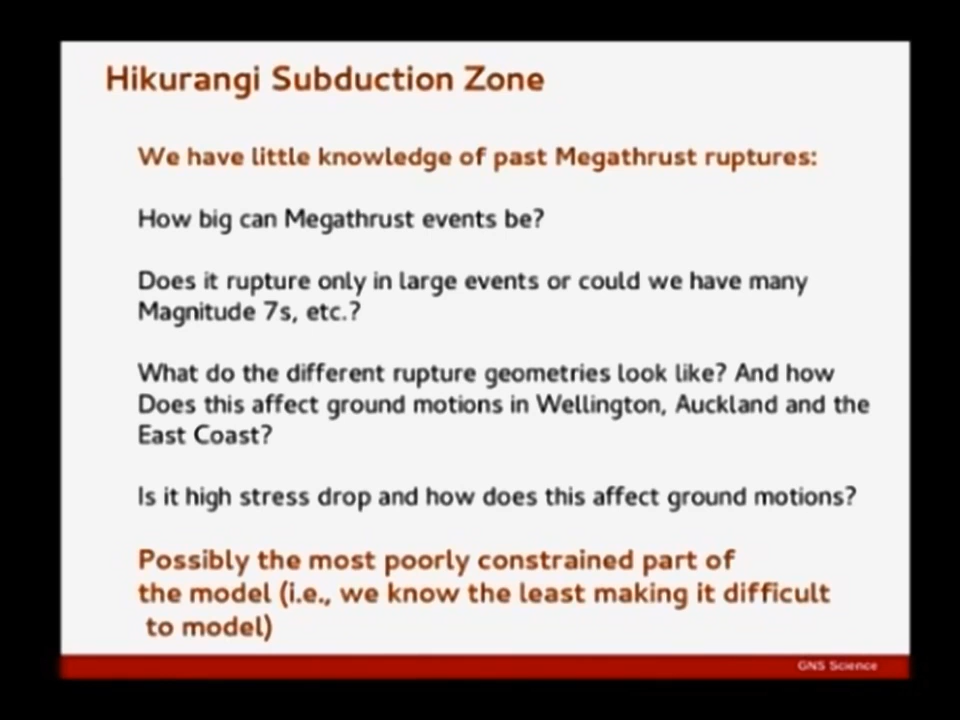 Hikurangi Subduction Zone
We have little knowledge of past Megathrust ruptures:
How big can Megathrust events be?
Does it rupture only in large events or could we have many
Magnitude 7s, etc.?
What do the different rupture geometries look like? And how
Does this affect ground motions in Wellington, Auckland and the
East Coast?
Is it high stress drop and how does this affect ground motions?
Possibly the most poorly constrained part of
the model (i.e., we know the least making it difficult
to model)
GNS Science